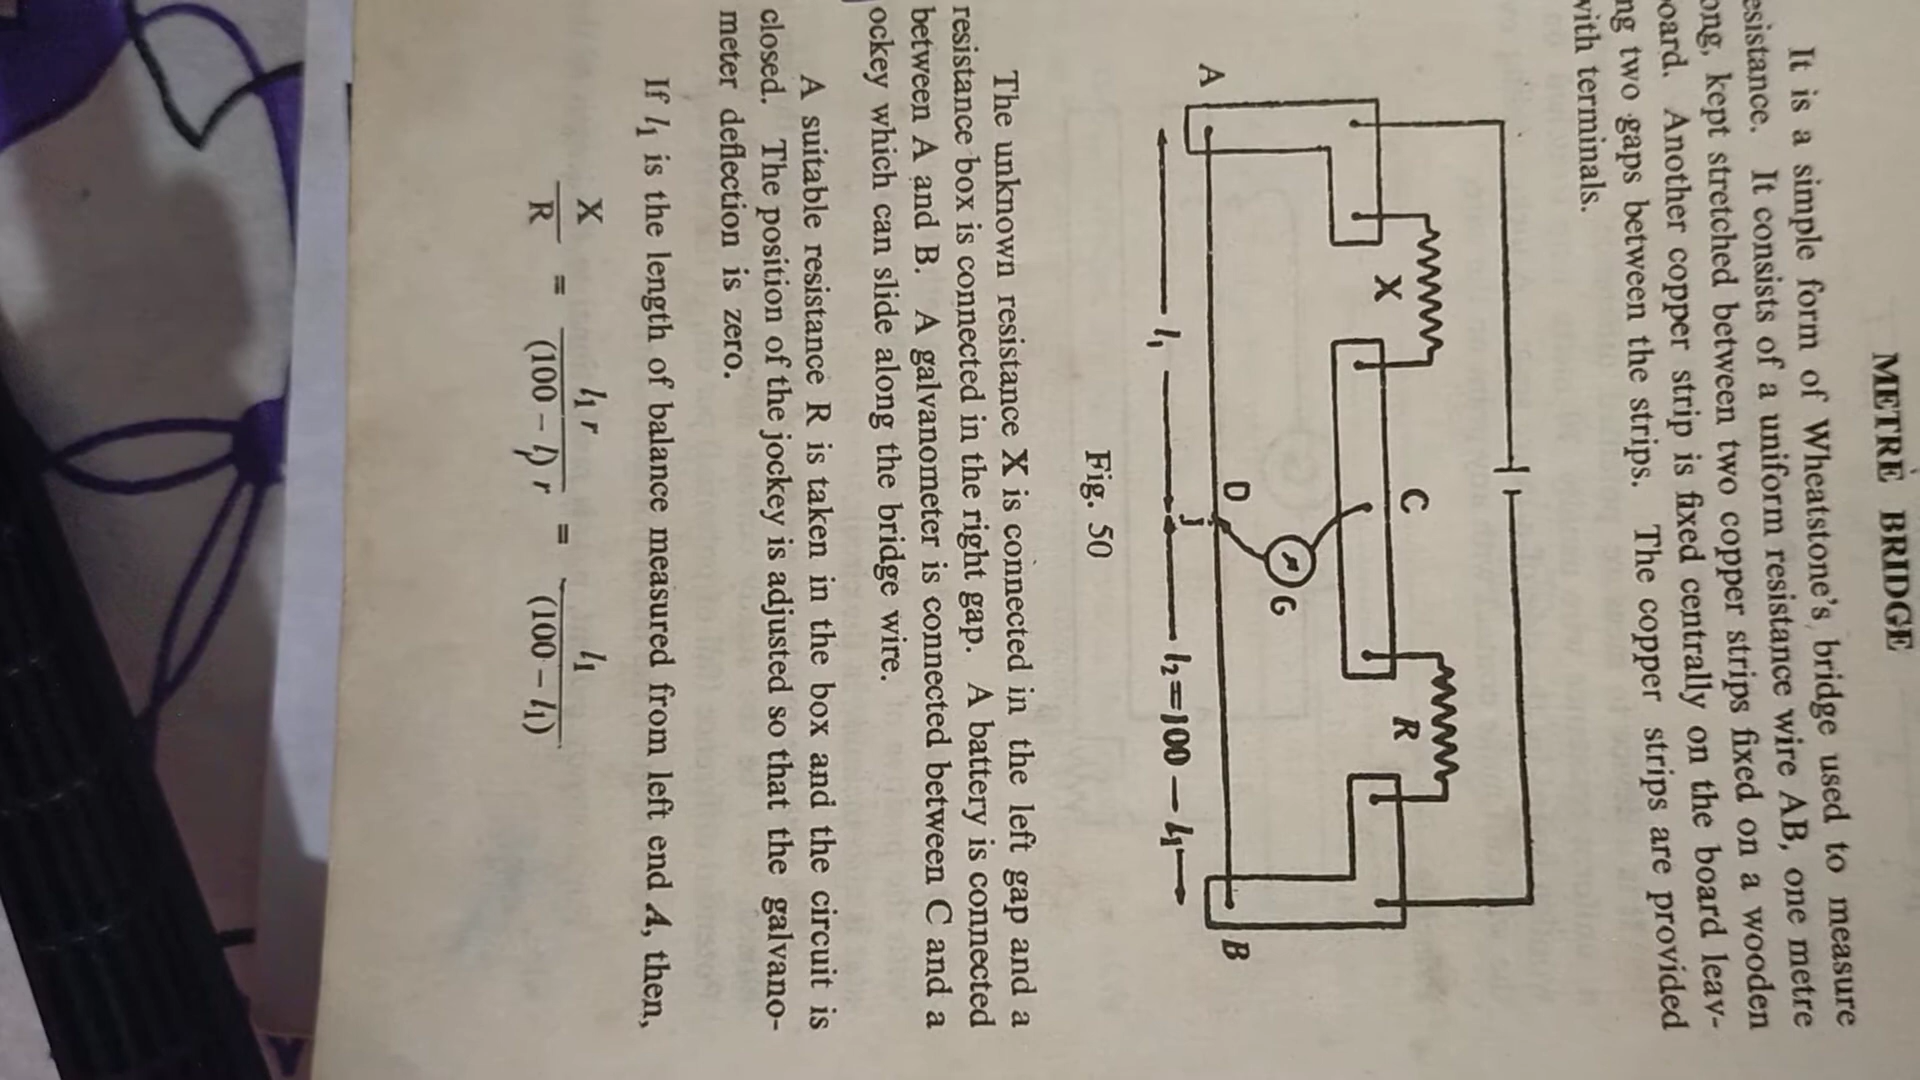 METRE BRIDGE
It is a simple form of Wheatstone's bridge used to measure
esistance. It consists of a uniform resistance wire AB, one metre
ong, kept stretched between two copper strips fixed on a wooden
oard. Another copper strip is fixed centrally on the board leav-
ng two gaps between the strips. The copper strips are provided
vith terminals.
X C R
A D G B
J
l₁ l₂=100 – l₁
Fig. 50
The unknown resistance X is connected in the left gap and a
resistance box is connected in the right gap. A battery is connected
between A and B. A galvanometer is connected between C and a
ockey which can slide along the bridge wire.
A suitable resistance R is taken in the box and the circuit is
closed. The position of the jockey is adjusted so that the galvano-
meter deflection is zero.
If l₁ is the length of balance measured from left end A, then,
X/R = l₁ r/(100 – l₁) r = l₁/(100 – l₁)